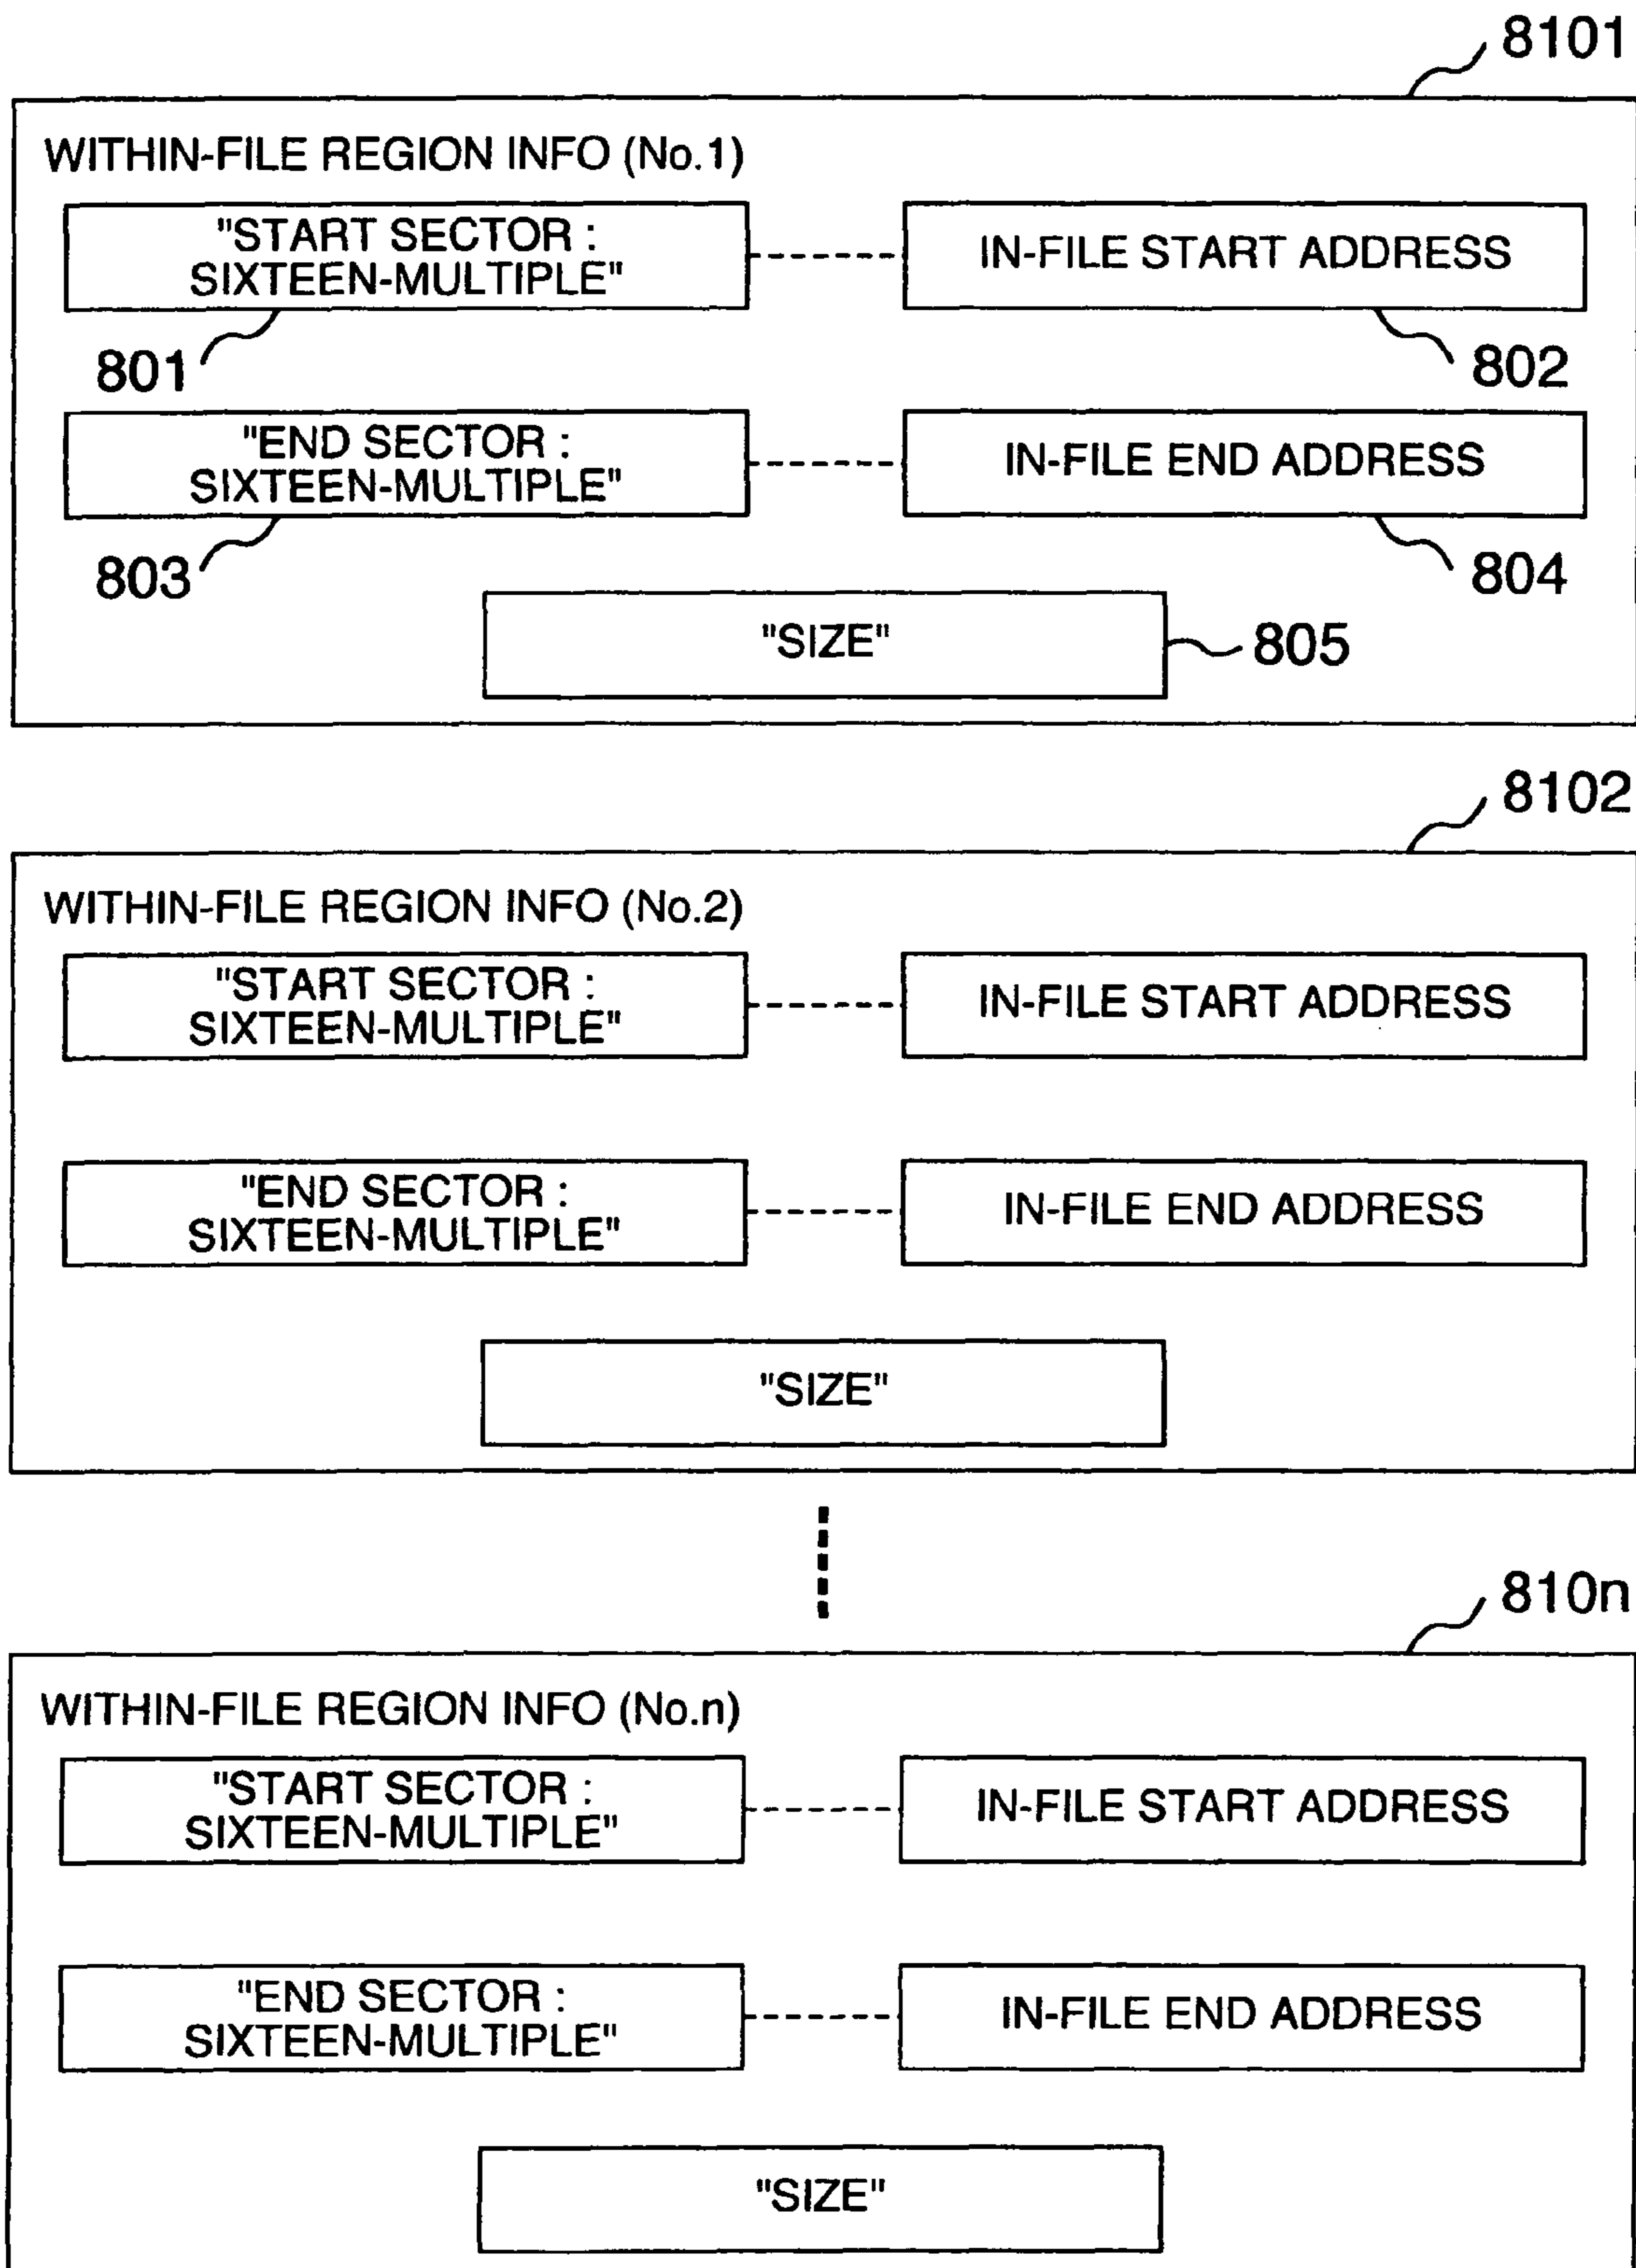 8101
WITHIN-FILE REGION INFO (No.1)
"START SECTOR :
SIXTEEN-MULTIPLE"
IN-FILE START ADDRESS
801
802
"END SECTOR :
SIXTEEN-MULTIPLE"
IN-FILE END ADDRESS
803
804
"SIZE"
805
8102
WITHIN-FILE REGION INFO (No.2)
"START SECTOR :
SIXTEEN-MULTIPLE"
IN-FILE START ADDRESS
"END SECTOR :
SIXTEEN-MULTIPLE"
IN-FILE END ADDRESS
"SIZE"
810n
WITHIN-FILE REGION INFO (No.n)
"START SECTOR :
SIXTEEN-MULTIPLE"
IN-FILE START ADDRESS
"END SECTOR :
SIXTEEN-MULTIPLE"
IN-FILE END ADDRESS
"SIZE"